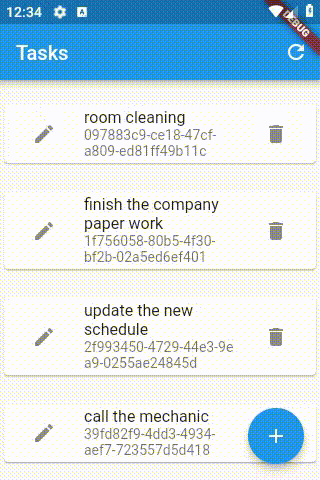 12:34
A
DEBUG
Tasks
room cleaning
097883c9-ce18-47cf-
a809-ed81ff49b11c
finish the company
paper work
1f756058-80b5-4f30-
bf2b-02a5ed6ef401
update the new
schedule
2f993450-4729-44e3-9e
a9-0255ae24845d
call the mechanic
39fd82f9-4dd3-4934-
aef7-723557d5d418